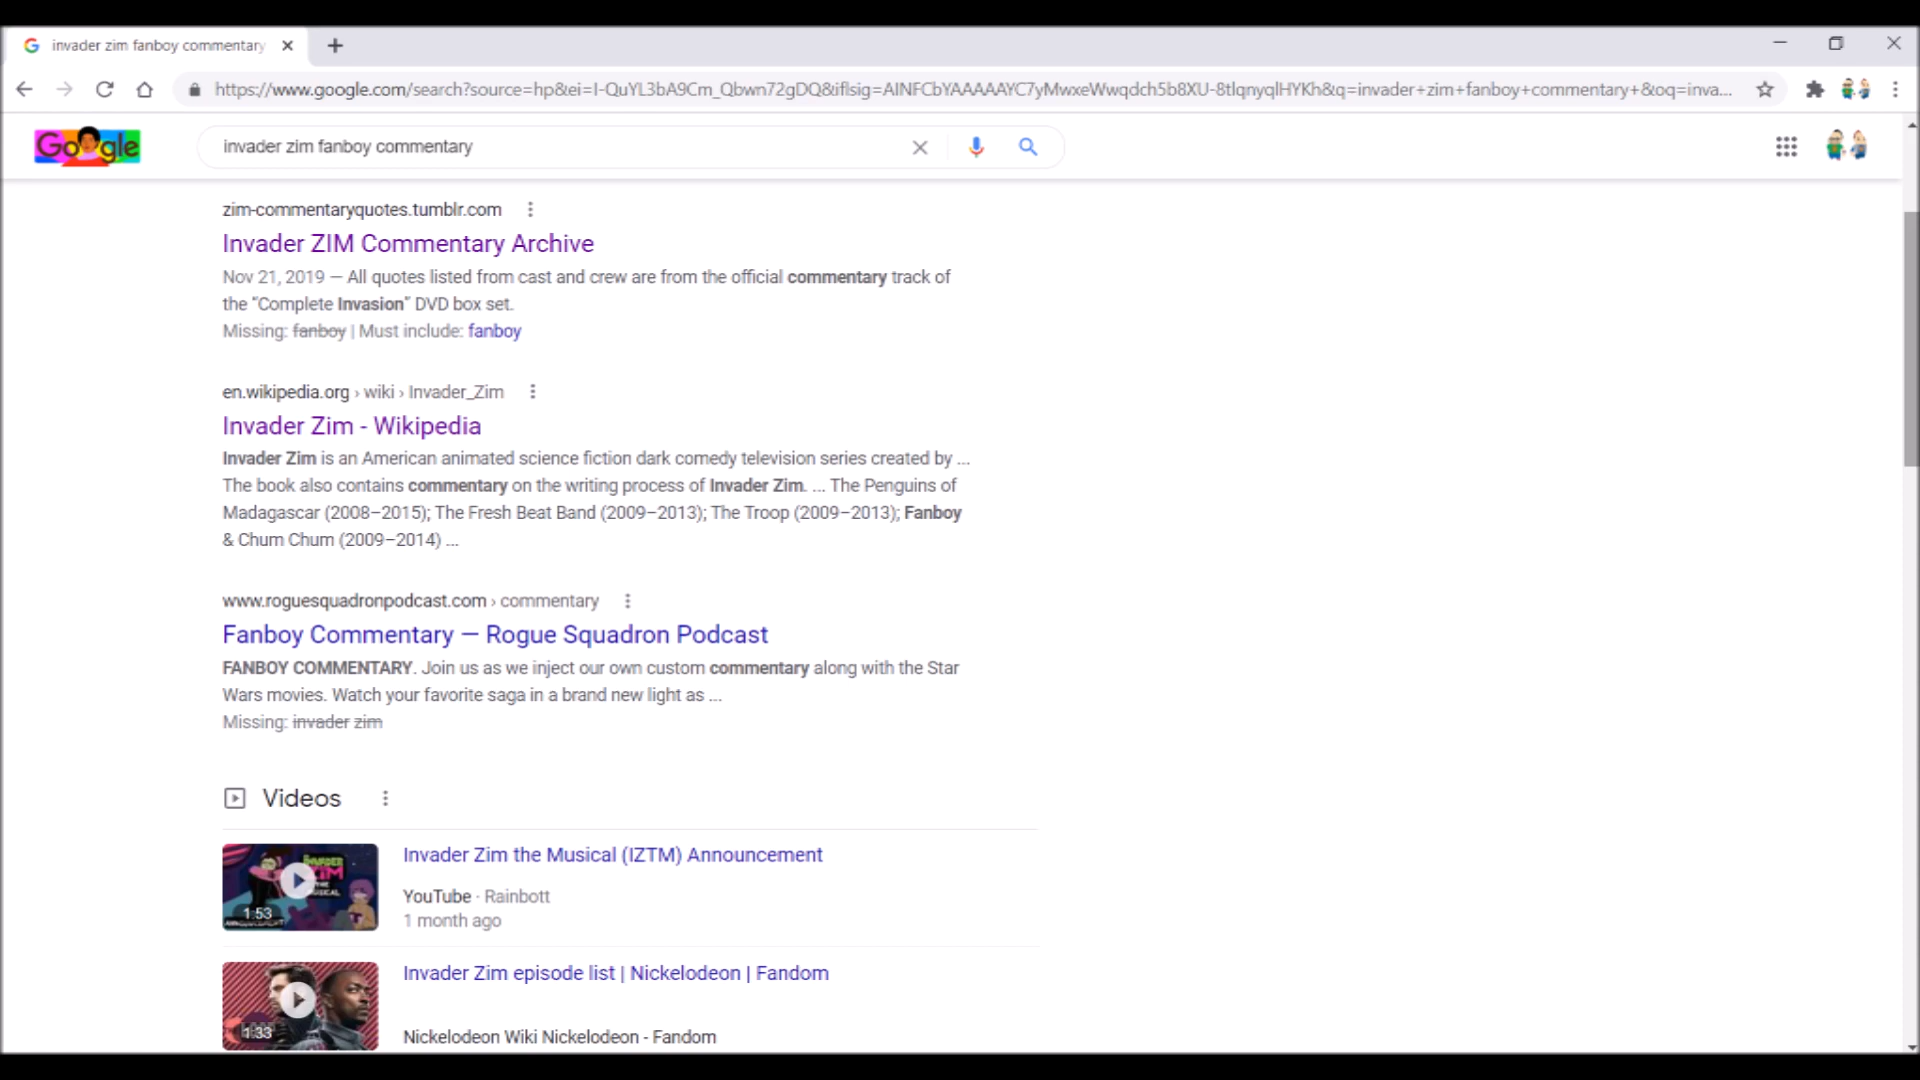 invader zim fanboy commentary
https://www.google.com/search?source=hp&ei=I-QuYL3bA9Cm_Qbwn72gDQ&iflsig=AINFCbYAAAAAYC7yMwxeWwqdch5b8XU-8tlqnyqlHYKh&q=invader+zim+fanboy+commentary+&oq=inva...
Google
invader zim fanboy commentary
zim-commentaryquotes.tumblr.com
Invader ZIM Commentary Archive
Nov 21, 2019 — All quotes listed from cast and crew are from the official commentary track of
the “Complete Invasion” DVD box set.
Missing: fanboy | Must include: fanboy
en.wikipedia.org › wiki › Invader_Zim
Invader Zim - Wikipedia
Invader Zim is an American animated science fiction dark comedy television series created by ...
The book also contains commentary on the writing process of Invader Zim. ... The Penguins of
Madagascar (2008–2015); The Fresh Beat Band (2009–2013); The Troop (2009–2013); Fanboy
& Chum Chum (2009–2014) ...
www.roguesquadronpodcast.com › commentary
Fanboy Commentary — Rogue Squadron Podcast
FANBOY COMMENTARY. Join us as we inject our own custom commentary along with the Star
Wars movies. Watch your favorite saga in a brand new light as ...
Missing: invader zim
Videos
INVADER
ZIM
THE
MUSICAL
1:53
Invader Zim the Musical (IZTM) Announcement
YouTube · Rainbott
1 month ago
1:33
Invader Zim episode list | Nickelodeon | Fandom
Nickelodeon Wiki Nickelodeon - Fandom